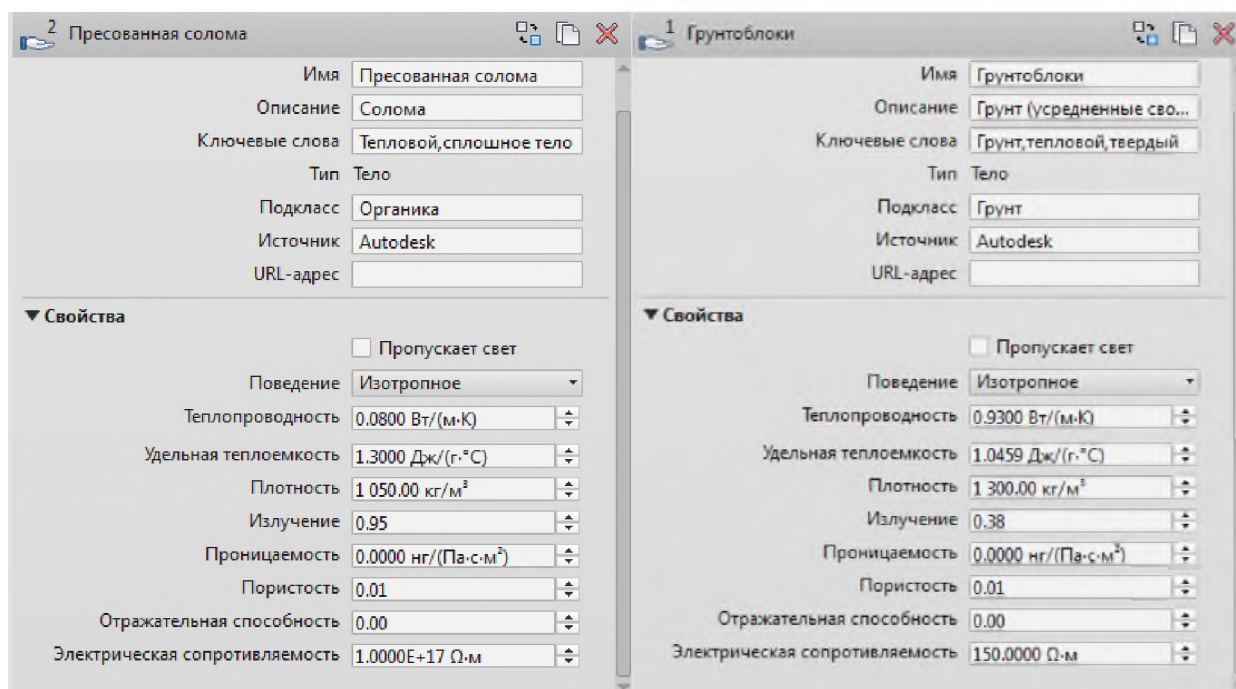 2 Пресованная солома
Имя Пресованная солома
Описание Солома
Ключевые слова Тепловой,сплошное тело
Тип Тело
Подкласс Органика
Источник Autodesk
URL-адрес
Свойства
Пропускает свет
Поведение Изотропное
Теплопроводность 0.0800 Вт/(м·К)
Удельная теплоемкость 1.3000 Дж/(г·°С)
Плотность 1 050.00 кг/м³
Излучение 0.95
Проницаемость 0.0000 нг/(Па·с·м²)
Пористость 0.01
Отражательная способность 0.00
Электрическая сопротивляемость 1.0000E+17 Ω·м
1 Грунтоблоки
Имя Грунтоблоки
Описание Грунт (усредненные сво...
Ключевые слова Грунт,тепловой,твердый
Тип Тело
Подкласс Грунт
Источник Autodesk
URL-адрес
Свойства
Пропускает свет
Поведение Изотропное
Теплопроводность 0.9300 Вт/(м·К)
Удельная теплоемкость 1.0459 Дж/(г·°С)
Плотность 1 300.00 кг/м³
Излучение 0.38
Проницаемость 0.0000 нг/(Па·с·м²)
Пористость 0.01
Отражательная способность 0.00
Электрическая сопротивляемость 150.0000 Ω·м